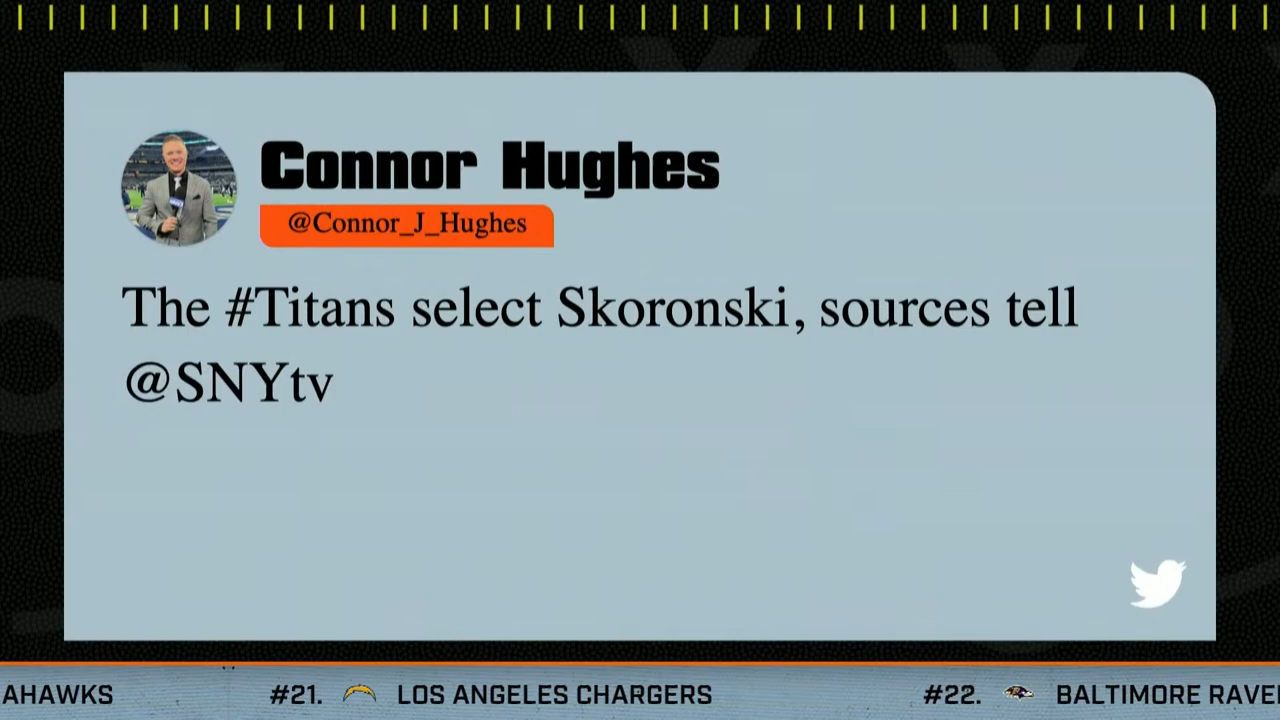 Connor Hughes
@Connor_J_Hughes
The #Titans select Skoronski, sources tell
@SNYtv
AHAWKS #21. LOS ANGELES CHARGERS #22. BALTIMORE RAVE